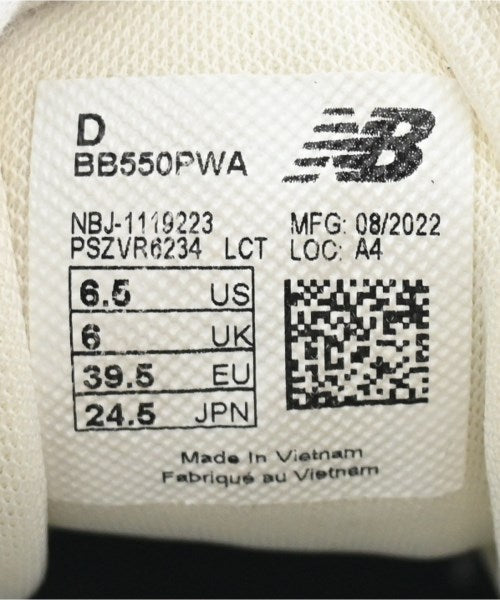 D
BB550PWA
NB
NBJ-1119223
PSZVR6234 LCT
MFG: 08/2022
LOC: A4
6.5 US
6 UK
39.5 EU
24.5 JPN
Made In Vietnam
Fabriqué au Vietnam